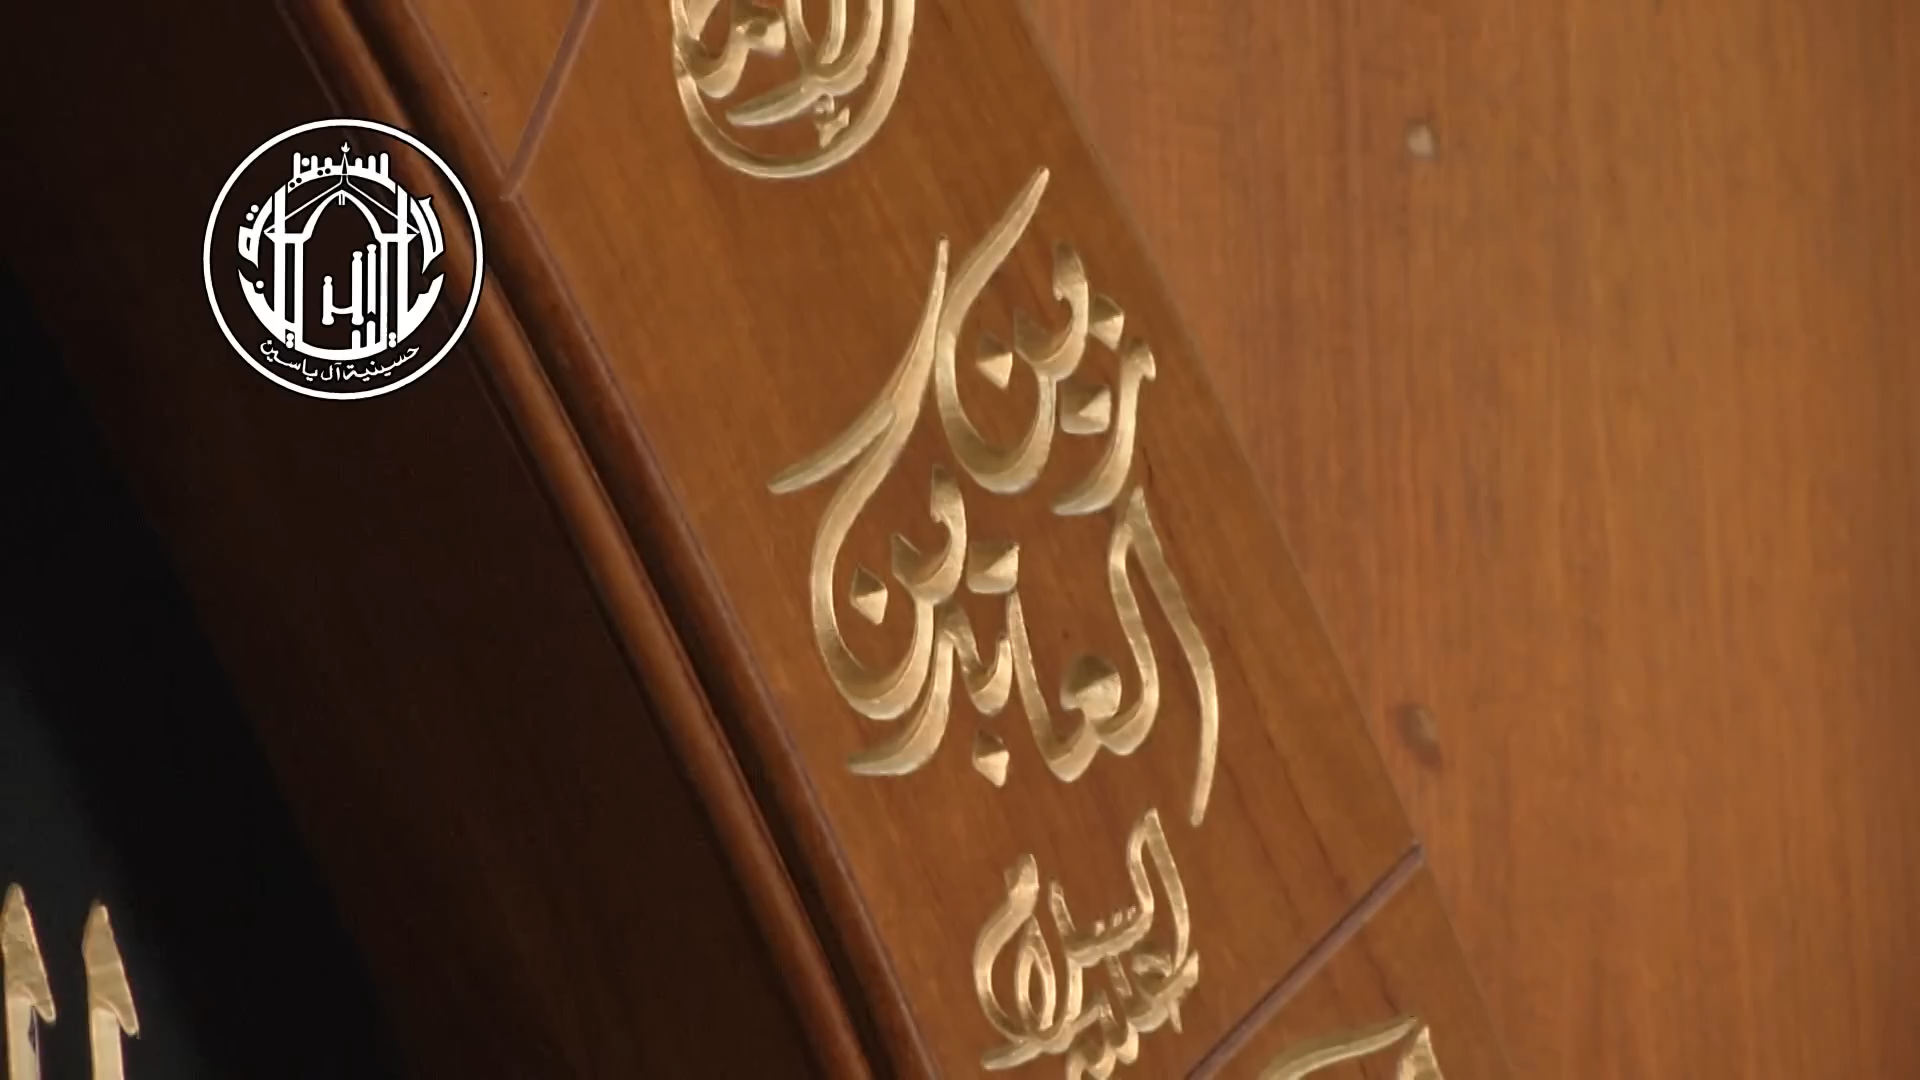 الإمام
زين
العابدين
عليه السلام
حسينية آل ياسين